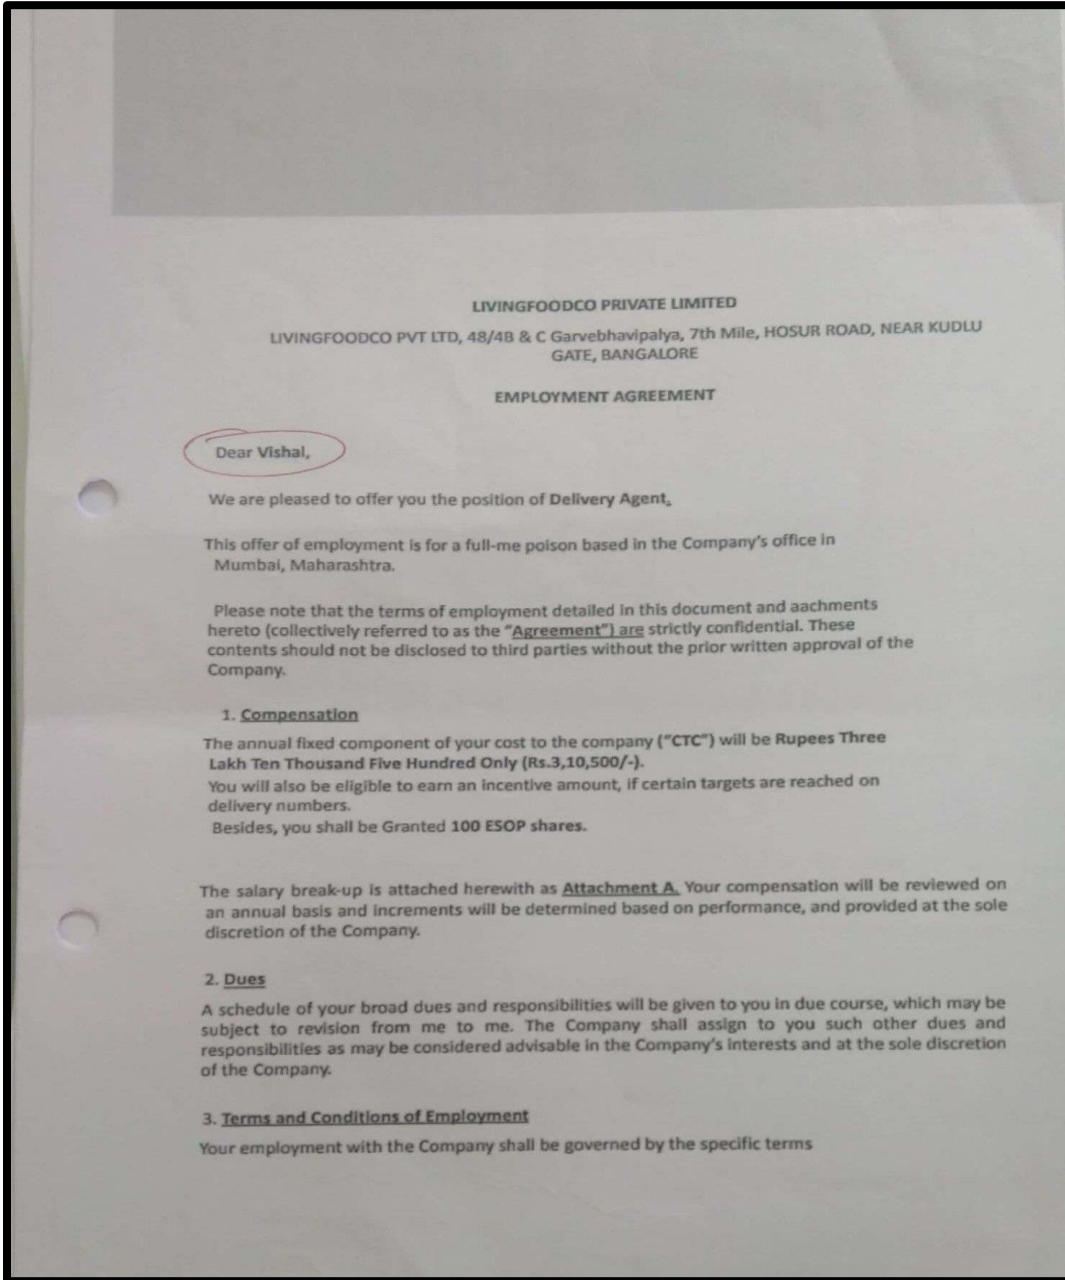 LIVINGFOODCO PRIVATE LIMITED
LIVINGFOODCO PVT LTD, 48/4B & C Garvebhavipalya, 7th Mile, HOSUR ROAD, NEAR KUDLU
GATE, BANGALORE
EMPLOYMENT AGREEMENT
Dear Vishal,
We are pleased to offer you the position of Delivery Agent.
This offer of employment is for a full-me poison based in the Company's office in
Mumbai, Maharashtra.
Please note that the terms of employment detailed in this document and aachments
hereto (collectively referred to as the "Agreement") are strictly confidential. These
contents should not be disclosed to third parties without the prior written approval of the
Company.
1. Compensation
The annual fixed component of your cost to the company ("CTC") will be Rupees Three
Lakh Ten Thousand Five Hundred Only (Rs.3,10,500/-).
You will also be eligible to earn an incentive amount, if certain targets are reached on
delivery numbers.
Besides, you shall be Granted 100 ESOP shares.
The salary break-up is attached herewith as Attachment A. Your compensation will be reviewed on
an annual basis and increments will be determined based on performance, and provided at the sole
discretion of the Company.
2. Dues
A schedule of your broad dues and responsibilities will be given to you in due course, which may be
subject to revision from me to me. The Company shall assign to you such other dues and
responsibilities as may be considered advisable in the Company's interests and at the sole discretion
of the Company.
3. Terms and Conditions of Employment
Your employment with the Company shall be governed by the specific terms